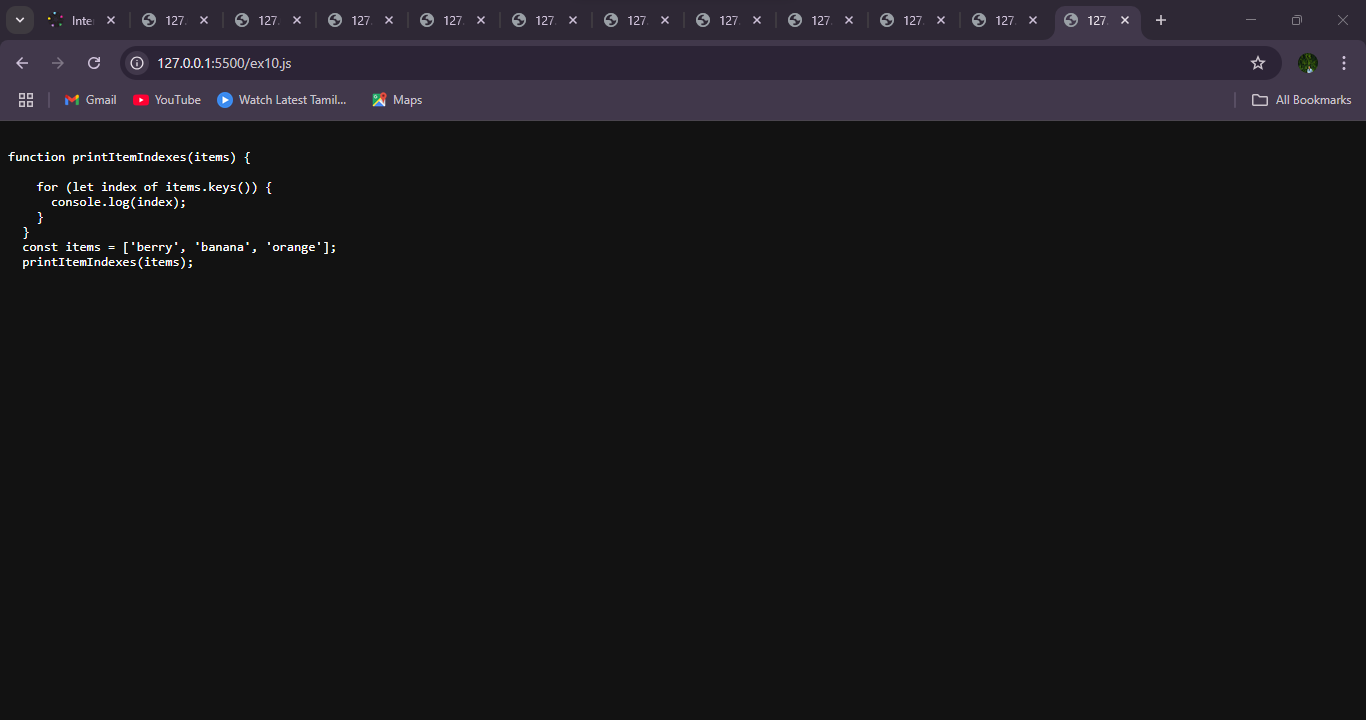 Inte
127.
127.
127.
127.
127.
127.
127.
127.
127.
127.
127.
127.0.0.1:5500/ex10.js
Gmail
YouTube
Watch Latest Tamil...
Maps
All Bookmarks
function printItemIndexes(items) {
    for (let index of items.keys()) {
      console.log(index);
    }
  }
  const items = ['berry', 'banana', 'orange'];
  printItemIndexes(items);